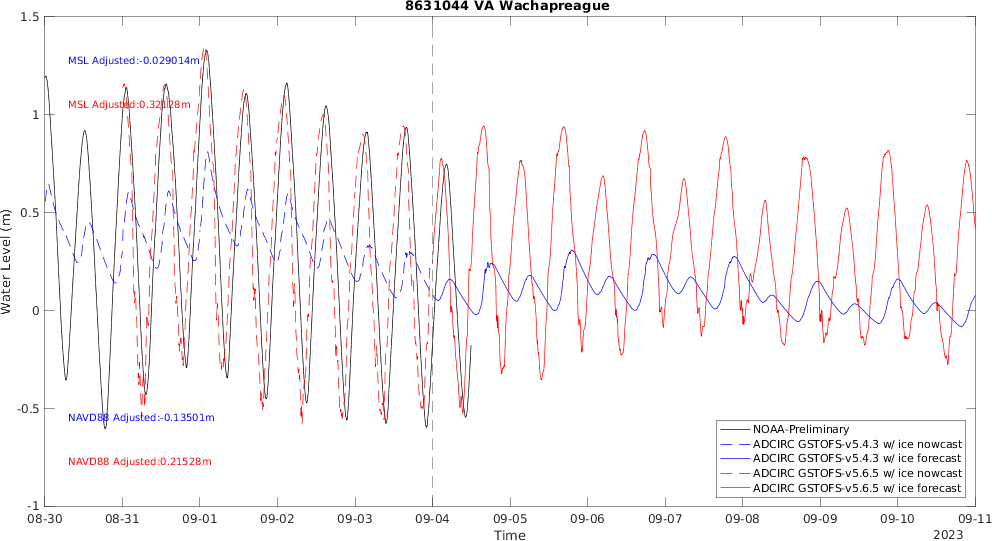 8631044 VA Wachapreague
1.5
MSL Adjusted:-0.029014m
MSL Adjusted:0.32128m
1
0.5
Water Level (m)
0
-0.5
NAVD88 Adjusted:-0.13501m
NAVD88 Adjusted:0.21528m
-1
NOAA-Preliminary
ADCIRC GSTOFS-v5.4.3 w/ ice nowcast
ADCIRC GSTOFS-v5.4.3 w/ ice forecast
ADCIRC GSTOFS-v5.6.5 w/ ice nowcast
ADCIRC GSTOFS-v5.6.5 w/ ice forecast
08-30 08-31 09-01 09-02 09-03 09-04 09-05 09-06 09-07 09-08 09-09 09-10 09-11
Time
2023